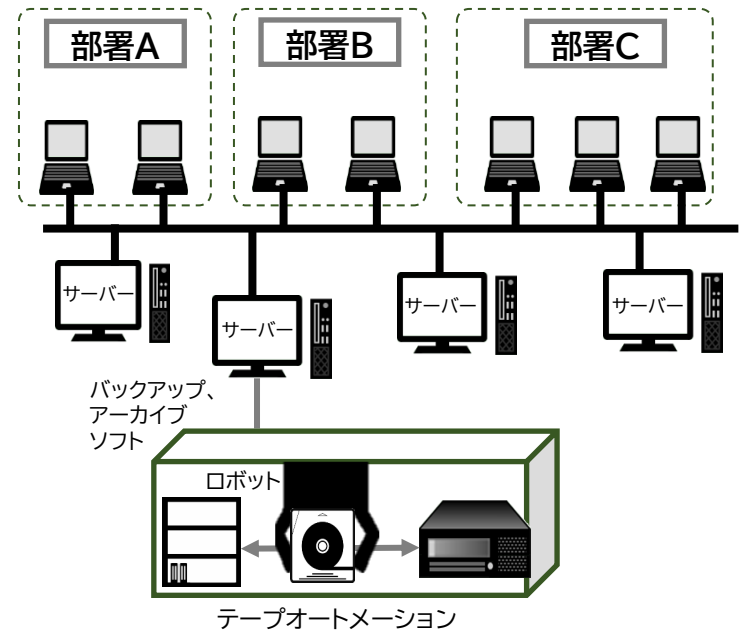 部署A
部署B
部署C
サーバー
サーバー
サーバー
サーバー
バックアップ、
アーカイブ
ソフト
ロボット
テープオートメーション